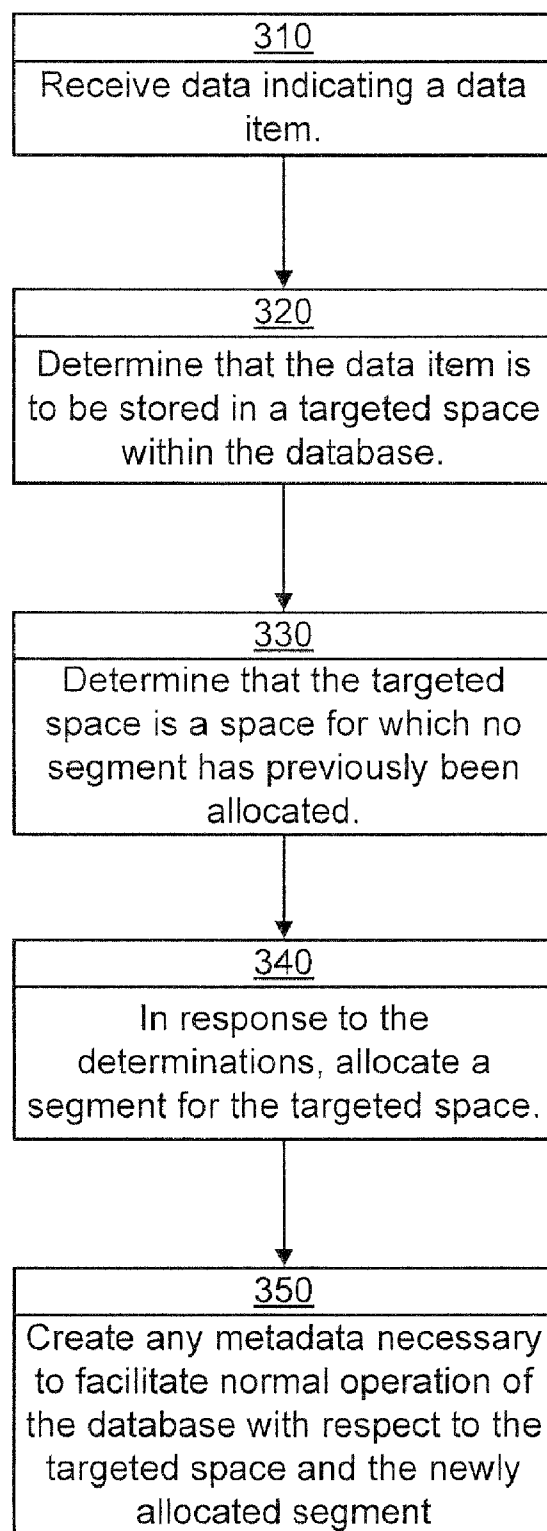 310
Receive data indicating a data
item.
320
Determine that the data item is
to be stored in a targeted space
within the database.
330
Determine that the targeted
space is a space for which no
segment has previously been
allocated.
340
In response to the
determinations, allocate a
segment for the targeted space.
350
Create any metadata necessary
to facilitate normal operation of
the database with respect to the
targeted space and the newly
allocated segment